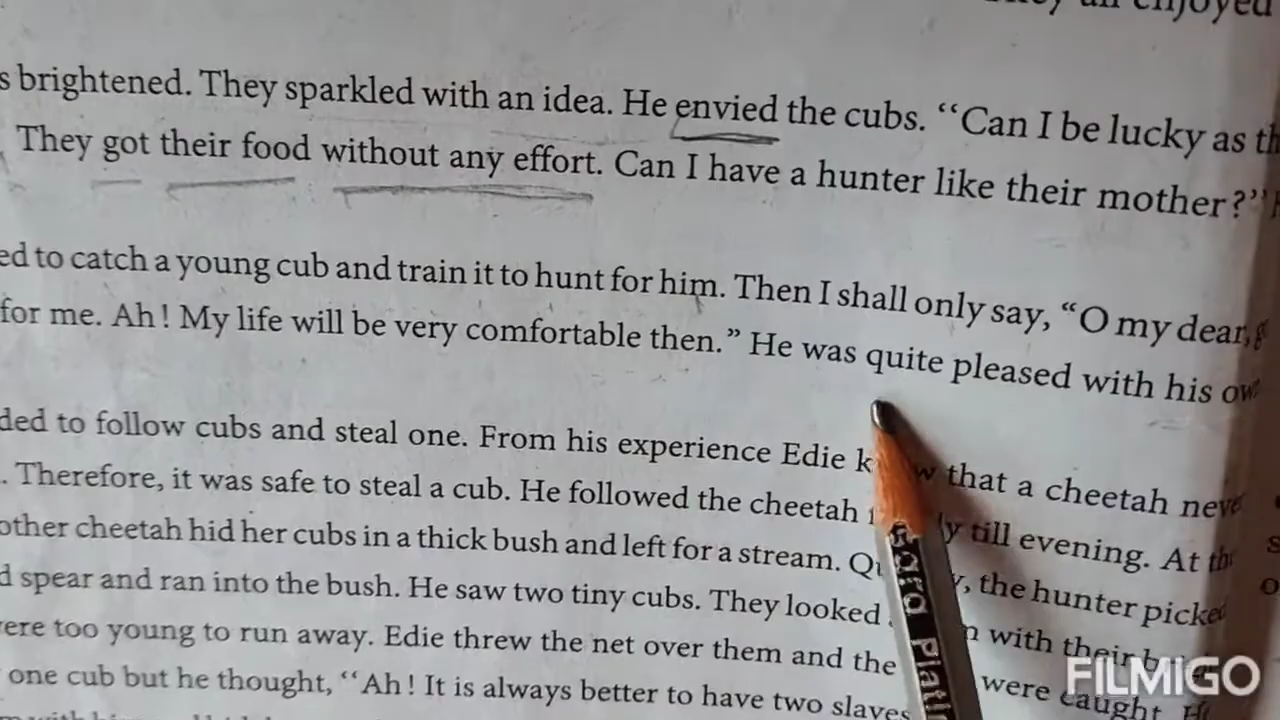 enjoyed
s brightened. They sparkled with an idea. He envied the cubs. “Can I be lucky as th
They got their food without any effort. Can I have a hunter like their mother?”
ed to catch a young cub and train it to hunt for him. Then I shall only say, “O my dear,
for me. Ah! My life will be very comfortable then.” He was quite pleased with his ow
ded to follow cubs and steal one. From his experience Edie k w that a cheetah neve
. Therefore, it was safe to steal a cub. He followed the cheetah ly till evening. At the
other cheetah hid her cubs in a thick bush and left for a stream. Qu y, the hunter picked
d spear and ran into the bush. He saw two tiny cubs. They looked with their
ere too young to run away. Edie threw the net over them and the were caught. H
one cub but he thought, “Ah! It is always better to have two slaves
FILMIGO